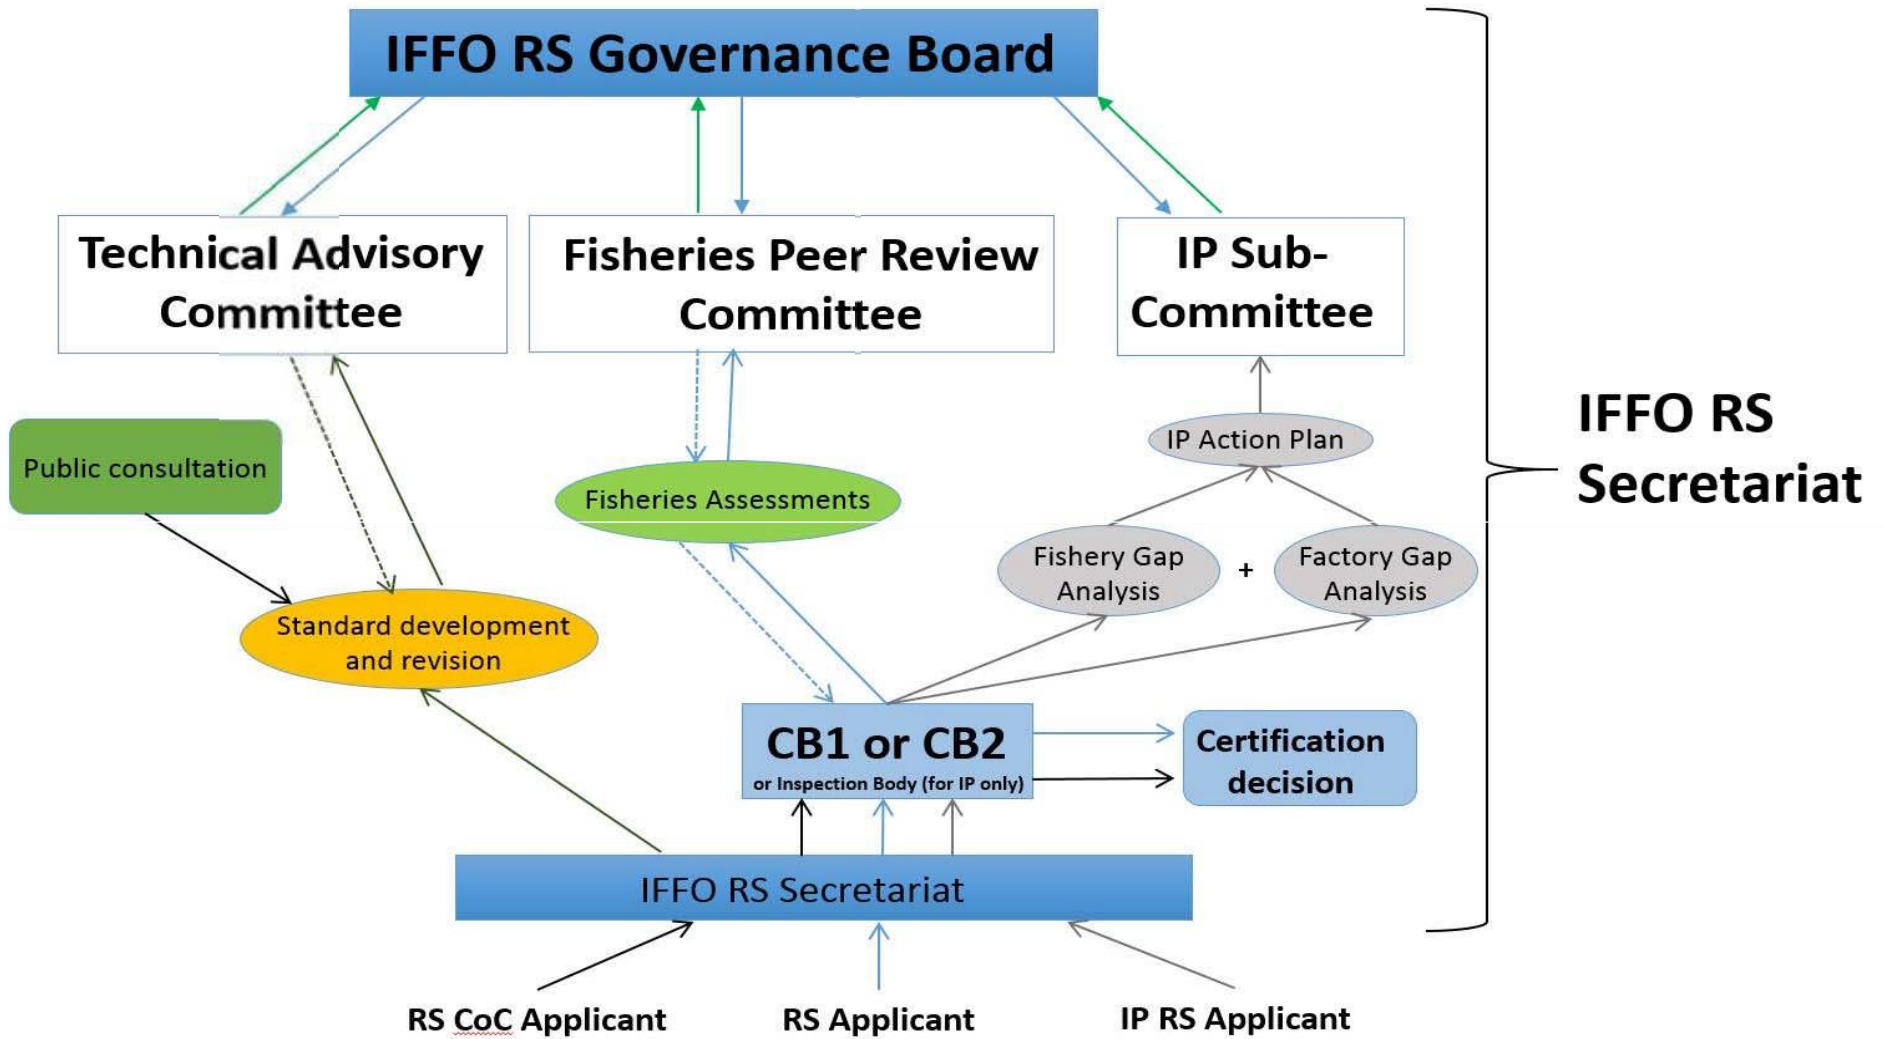 IFFO RS Governance Board
Technical Advisory
Committee
Fisheries Peer Review
Committee
IP Sub-
Committee
IFFO RS
Secretariat
Public consultation
Fisheries Assessments
IP Action Plan
Fishery Gap
Analysis
+
Factory Gap
Analysis
Standard development
and revision
CB1 or CB2
or Inspection Body (for IP only)
Certification
decision
IFFO RS Secretariat
RS CoC Applicant
RS Applicant
IP RS Applicant